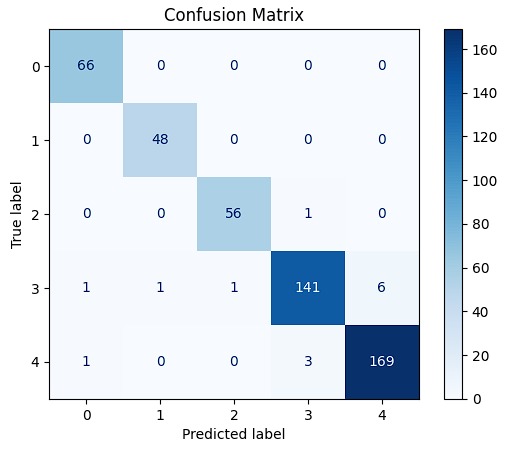 Confusion Matrix
0 66 0 0 0 0
1 0 48 0 0 0
2 0 0 56 1 0
3 1 1 1 141 6
4 1 0 0 3 169
0 1 2 3 4
Predicted label
True label
160
140
120
100
80
60
40
20
0